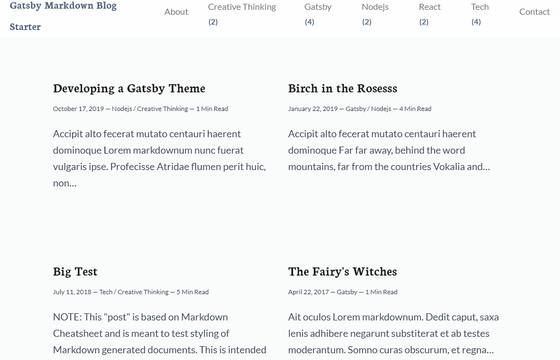 Gatsby Markdown Blog
Starter
About
Creative Thinking
(2)
Gatsby
(4)
Nodejs
(2)
React
(2)
Tech
(4)
Contact
Developing a Gatsby Theme
October 17, 2019 — Nodejs / Creative Thinking — 1 Min Read
Accipit alto fecerat mutato centauri haerent
dominoque Lorem markdownum nunc fuerat
vulgaris ipse. Profecisse Atridae flumen perit huic,
non...
Birch in the Rosesss
January 22, 2019 — Gatsby / Nodejs — 4 Min Read
Accipit alto fecerat mutato centauri haerent
dominoque Far far away, behind the word
mountains, far from the countries Vokalia and...
Big Test
July 11, 2018 — Tech / Creative Thinking — 5 Min Read
NOTE: This "post" is based on Markdown
Cheatsheet and is meant to test styling of
Markdown generated documents. This is intended
The Fairy's Witches
April 22, 2017 — Gatsby — 1 Min Read
Ait oculos Lorem markdownum. Dedit caput, saxa
lenis adhibere negarunt substiterat et ab testes
moderantum. Somno curas obscurum, et regna...